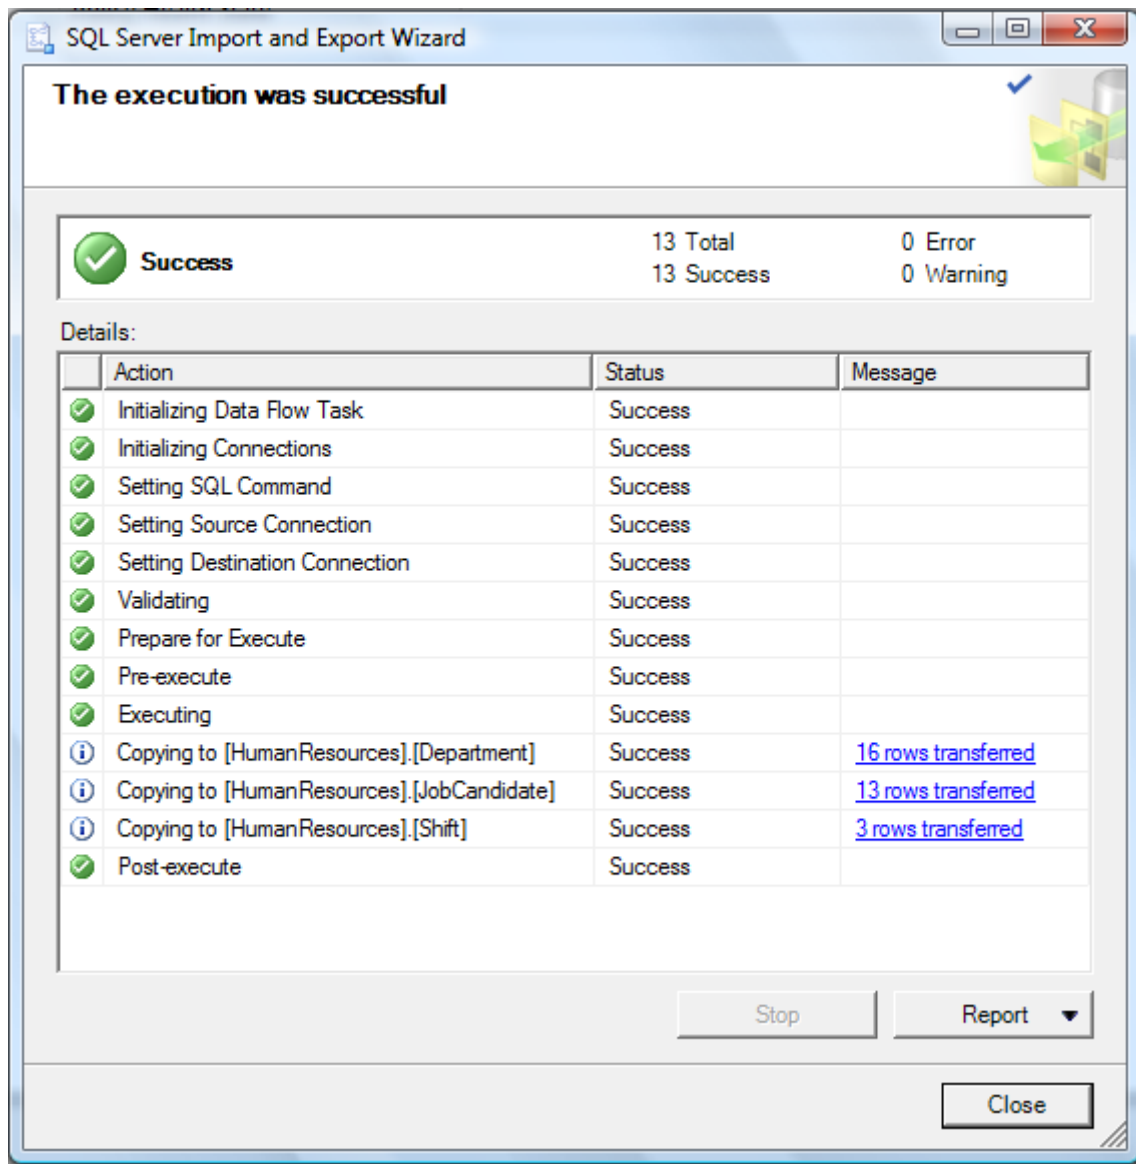 SQL Server Import and Export Wizard
The execution was successful
Success 13 Total 0 Error
13 Success 0 Warning
Details:
Action Status Message
Initializing Data Flow Task Success
Initializing Connections Success
Setting SQL Command Success
Setting Source Connection Success
Setting Destination Connection Success
Validating Success
Prepare for Execute Success
Pre-execute Success
Executing Success
Copying to [HumanResources].[Department] Success 16 rows transferred
Copying to [HumanResources].[JobCandidate] Success 13 rows transferred
Copying to [HumanResources].[Shift] Success 3 rows transferred
Post-execute Success
Stop Report
Close